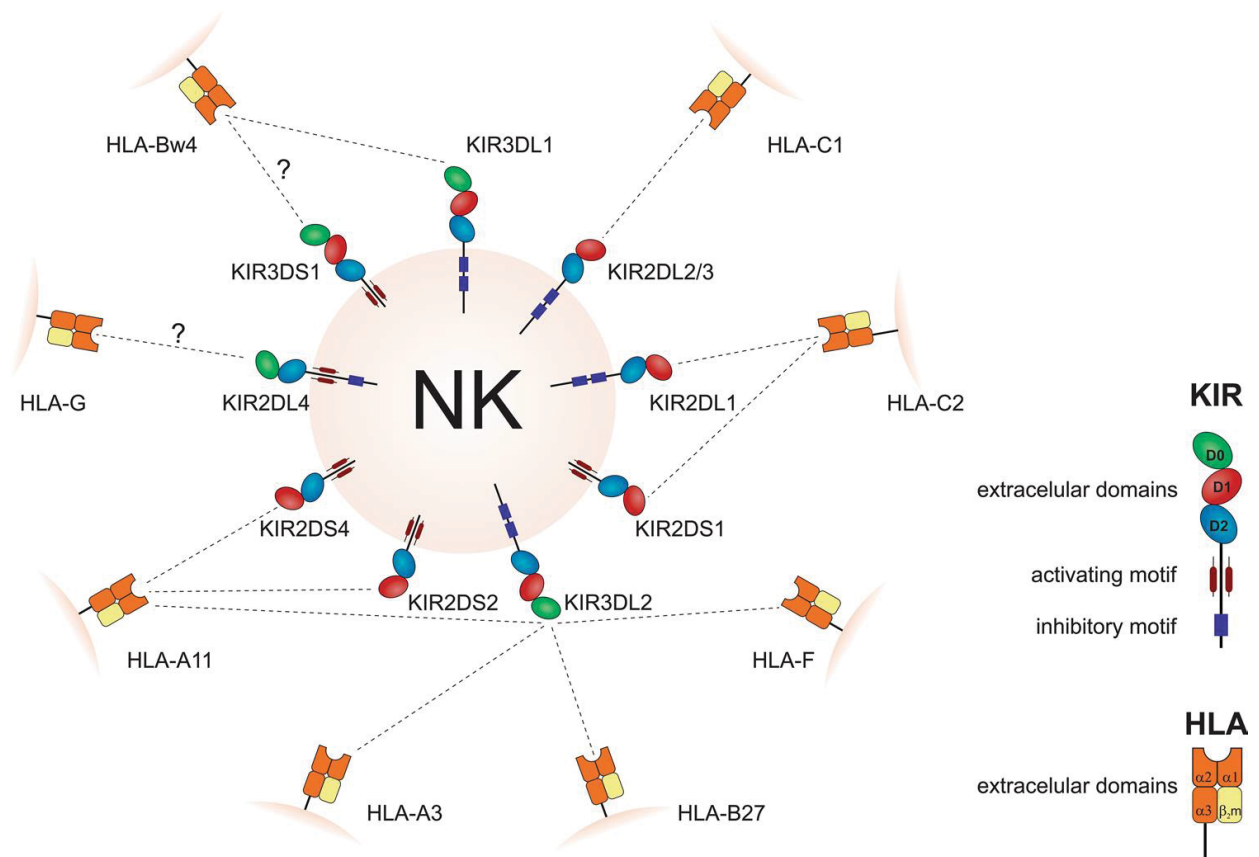 HLA-Bw4
KIR3DL1
HLA-C1
?
KIR3DS1
KIR2DL2/3
?
HLA-G
KIR2DL4
NK
KIR2DL1
HLA-C2
KIR
D0
extracelular domains
D1
D2
KIR2DS4
KIR2DS1
activating motif
KIR2DS2
KIR3DL2
inhibitory motif
HLA-A11
HLA-F
HLA
extracelular domains
α2 α1
α3 β2m
HLA-A3
HLA-B27